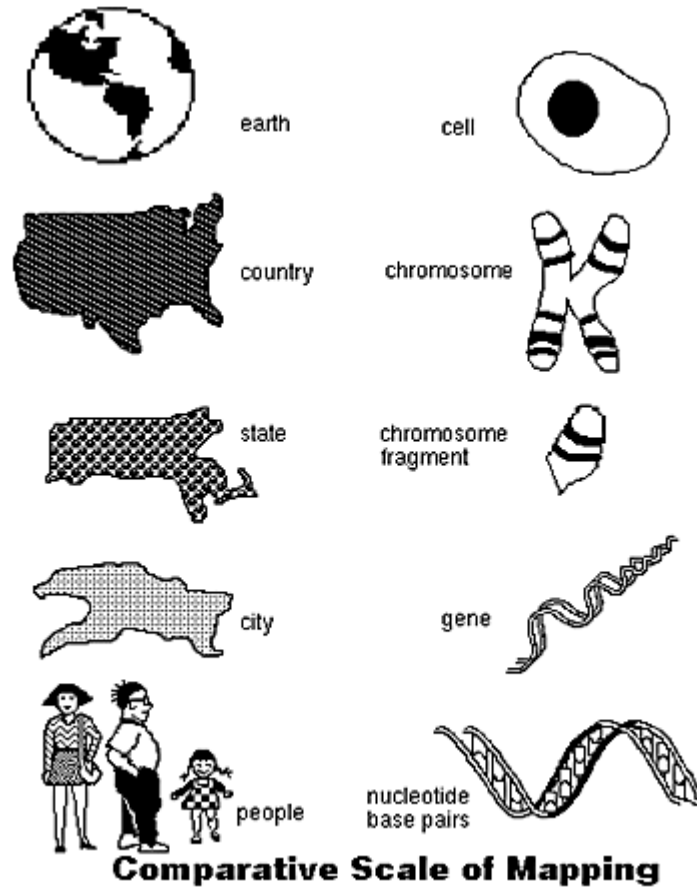 earth
cell
country
chromosome
state
chromosome
fragment
city
gene
people
nucleotide
base pairs
Comparative Scale of Mapping